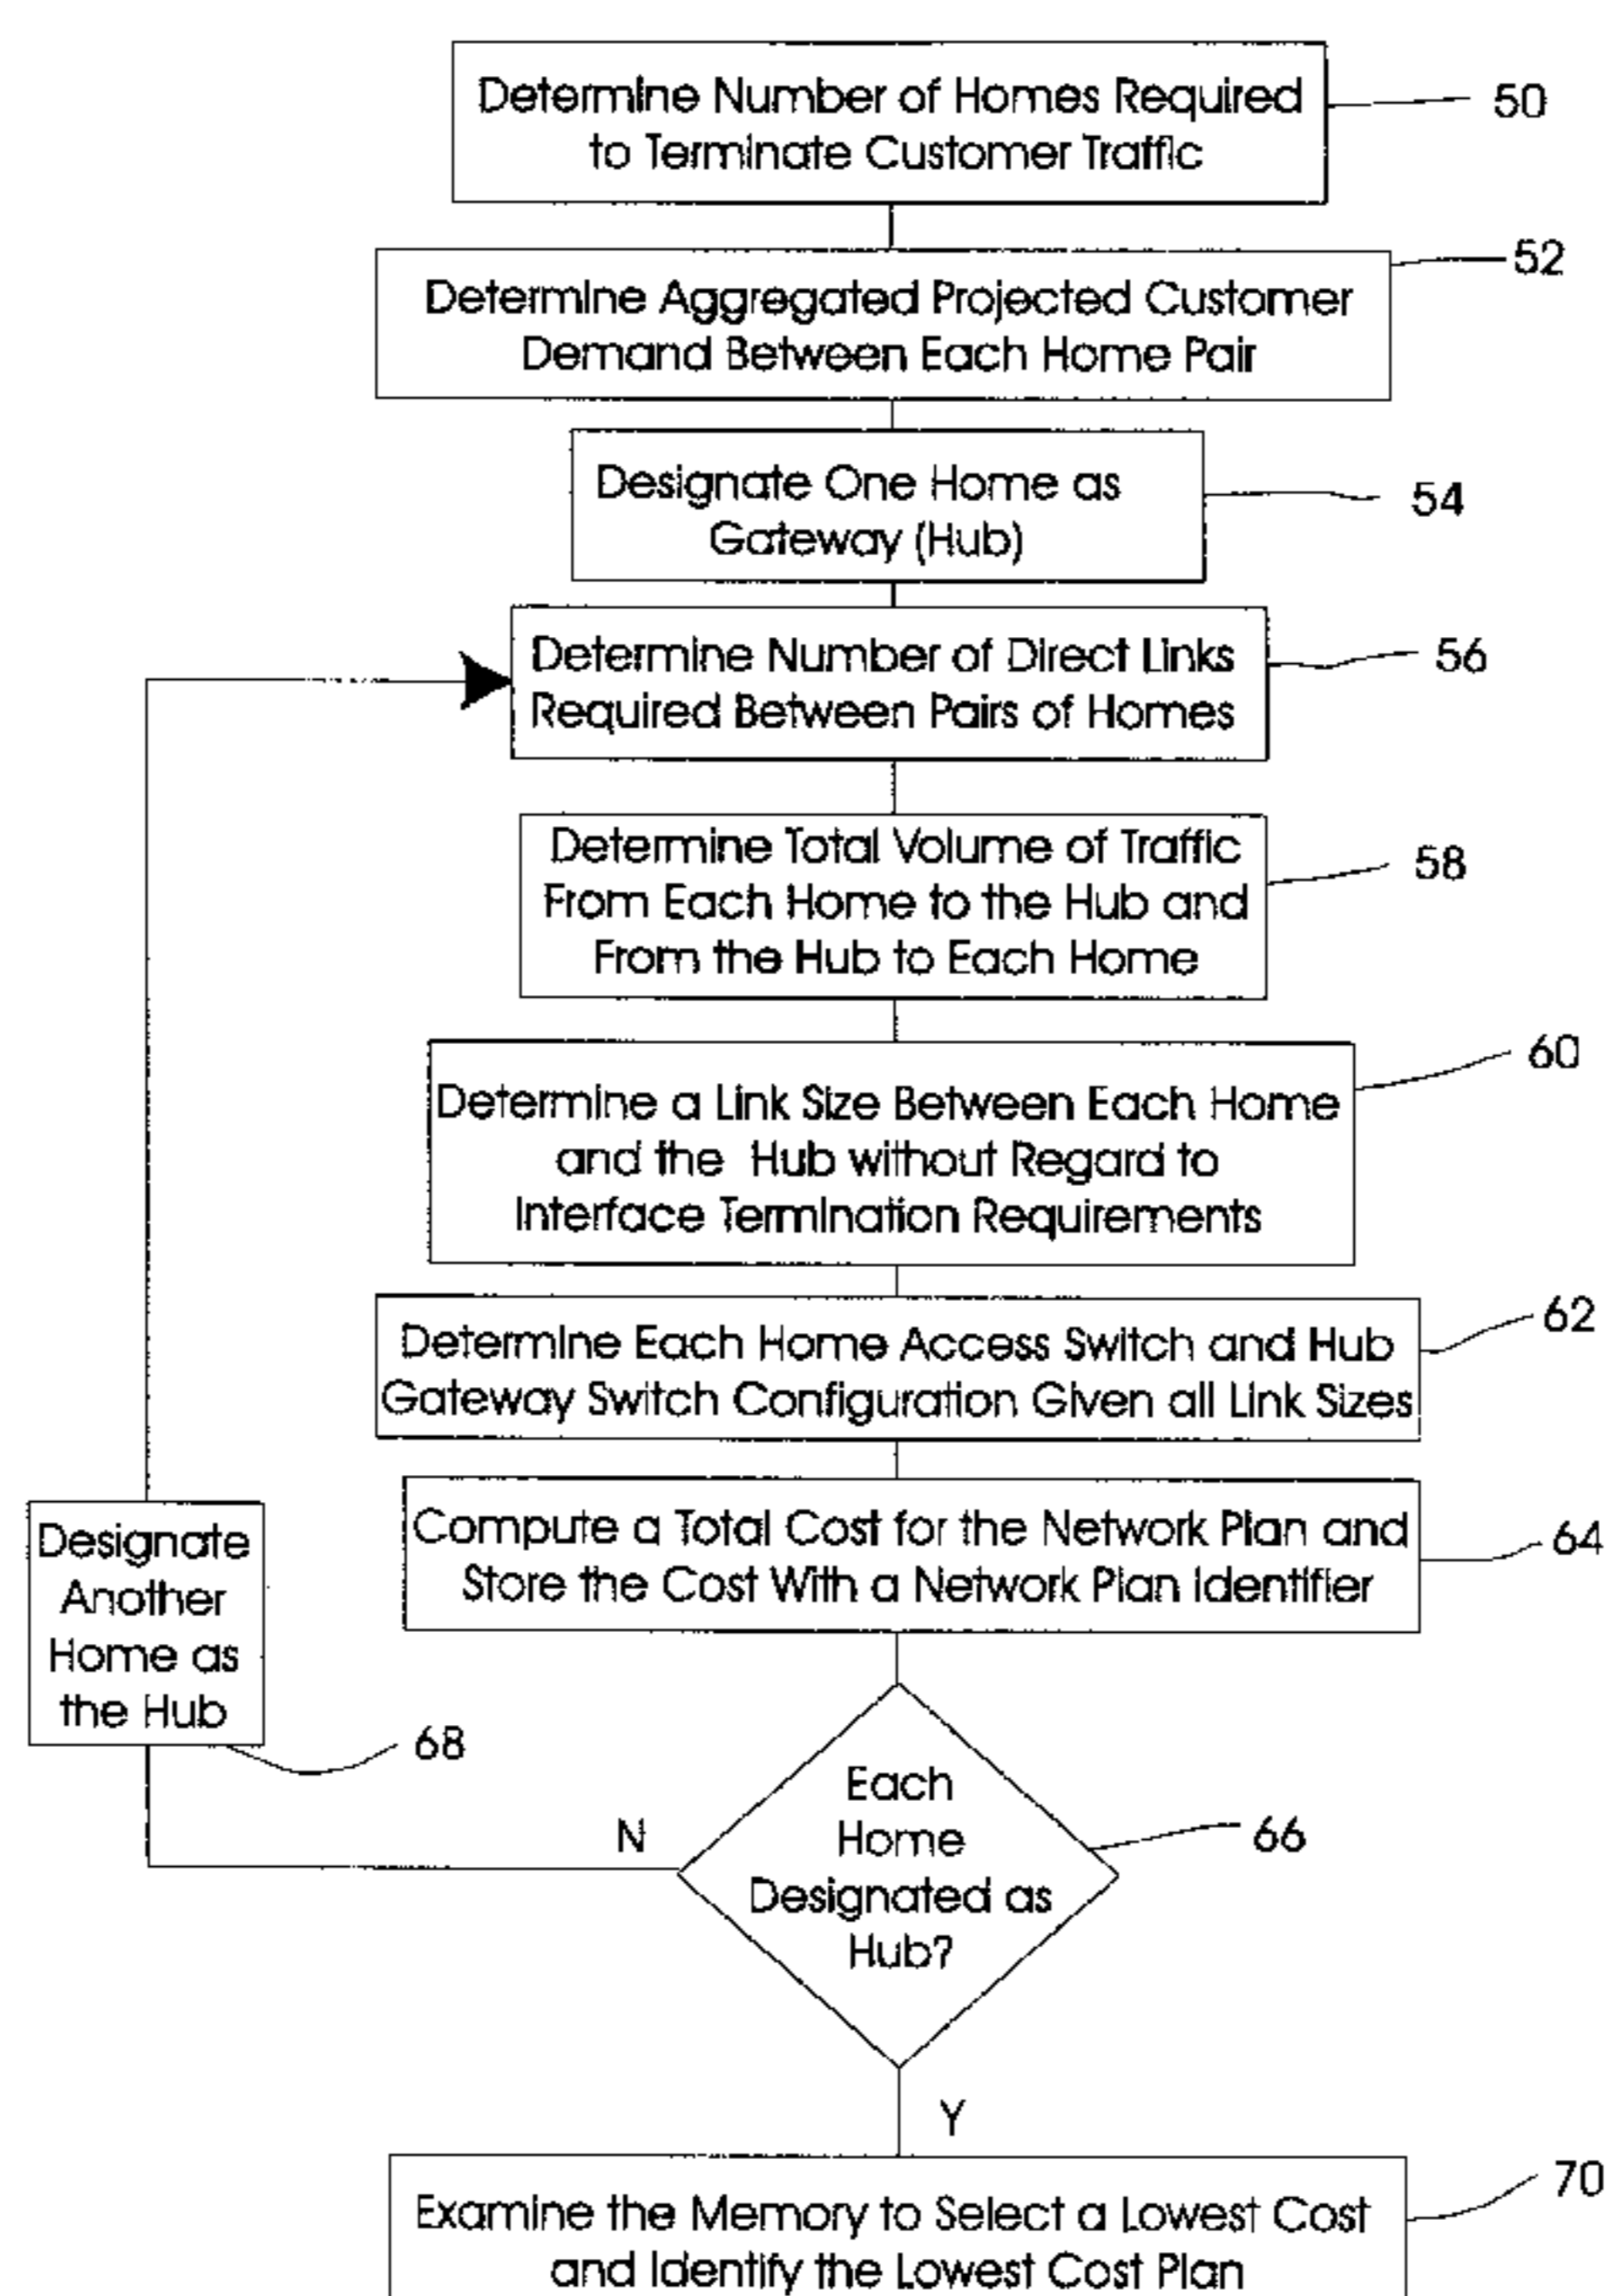 Determine Number of Homes Required
to Terminate Customer Traffic
50
Determine Aggregated Projected Customer
Demand Between Each Home Pair
52
Designate One Home as
Gateway (Hub)
54
Determine Number of Direct Links
Required Between Pairs of Homes
56
Determine Total Volume of Traffic
From Each Home to the Hub and
From the Hub to Each Home
58
Determine a Link Size Between Each Home
and the Hub without Regard to
Interface Termination Requirements
60
Determine Each Home Access Switch and Hub
Gateway Switch Configuration Given all Link Sizes
62
Compute a Total Cost for the Network Plan and
Store the Cost With a Network Plan Identifier
64
Designate
Another
Home as
the Hub
68
Each
Home
Designated as
Hub?
66
N
Y
Examine the Memory to Select a Lowest Cost
and Identify the Lowest Cost Plan
70